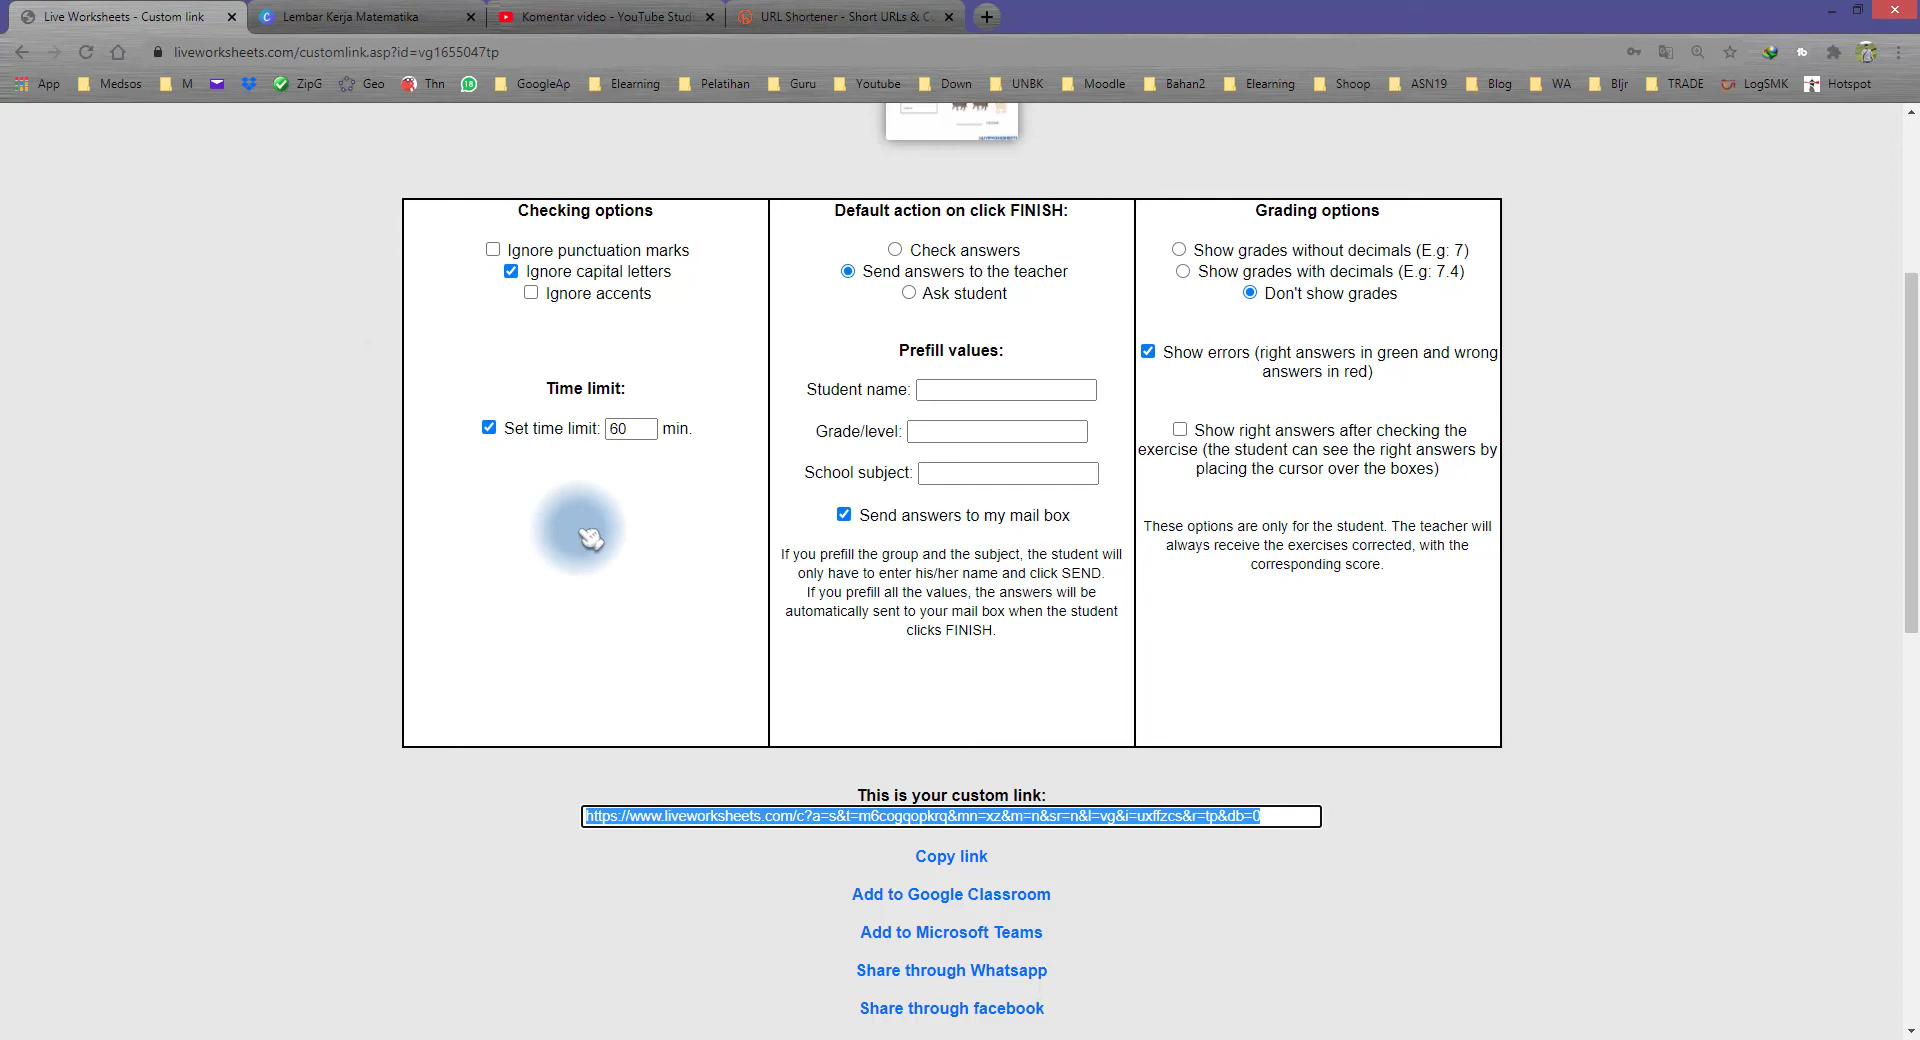 Live Worksheets - Custom link
Lembar Kerja Matematika
Komentar video - YouTube Stud
URL Shortener - Short URLs & C
liveworksheets.com/customlink.asp?id=vg1655047tp
App Medsos M ZipG Geo Thn GoogleAp Elearning Pelatihan Guru Youtube Down UNBK Moodle Bahan2 Elearning Shoop ASN19 Blog WA Bljr TRADE LogSMK Hotspot
Checking options
Ignore punctuation marks
Ignore capital letters
Ignore accents
Time limit:
Set time limit: 60 min.
Default action on click FINISH:
Check answers
Send answers to the teacher
Ask student
Prefill values:
Student name:
Grade/level:
School subject:
Send answers to my mail box
If you prefill the group and the subject, the student will
only have to enter his/her name and click SEND.
If you prefill all the values, the answers will be
automatically sent to your mail box when the student
clicks FINISH.
Grading options
Show grades without decimals (E.g: 7)
Show grades with decimals (E.g: 7.4)
Don't show grades
Show errors (right answers in green and wrong
answers in red)
Show right answers after checking the
exercise (the student can see the right answers by
placing the cursor over the boxes)
These options are only for the student. The teacher will
always receive the exercises corrected, with the
corresponding score.
This is your custom link:
https://www.liveworksheets.com/c?a=s&t=m6cogqopkrq&mn=xz&m=n&sr=n&l=vg&i=uxffzcs&r=tp&db=0
Copy link
Add to Google Classroom
Add to Microsoft Teams
Share through Whatsapp
Share through facebook